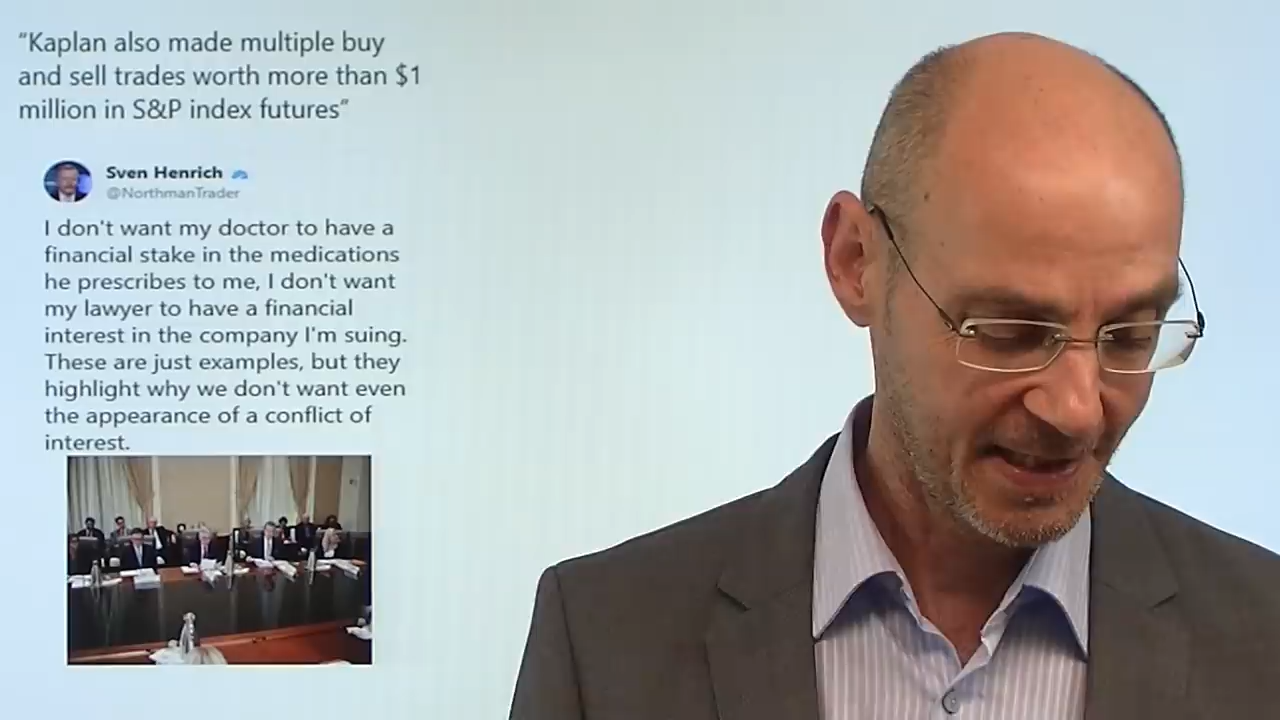 “Kaplan also made multiple buy
and sell trades worth more than $1
million in S&P index futures”
Sven Henrich
@NorthmanTrader
I don't want my doctor to have a
financial stake in the medications
he prescribes to me, I don't want
my lawyer to have a financial
interest in the company I'm suing.
These are just examples, but they
highlight why we don't want even
the appearance of a conflict of
interest.